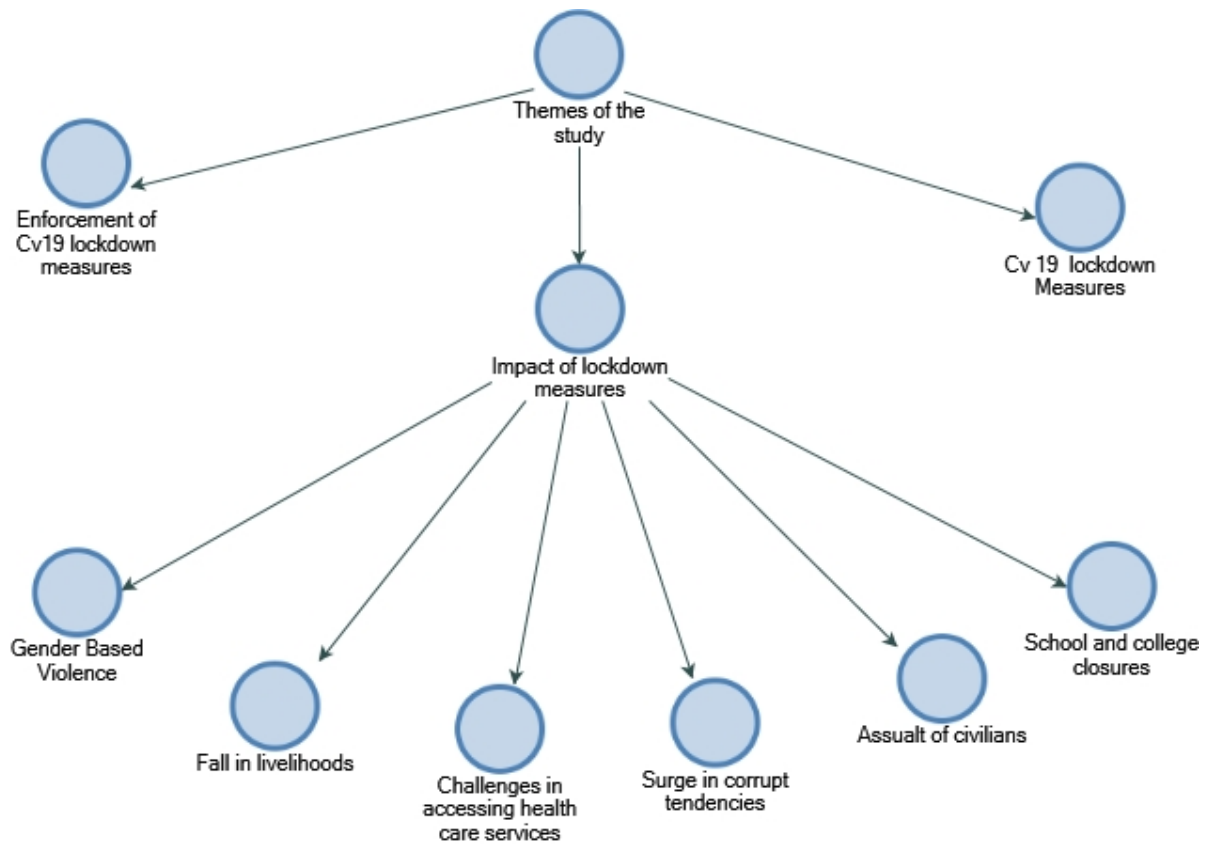 Themes of the
study
Enforcement of
Cv19 lockdown
measures
Cv 19 lockdown
Measures
Impact of lockdown
measures
Gender Based
Violence
Fall in livelihoods
Challenges in
accessing health
care services
Surge in corrupt
tendencies
Assualt of civilians
School and college
closures